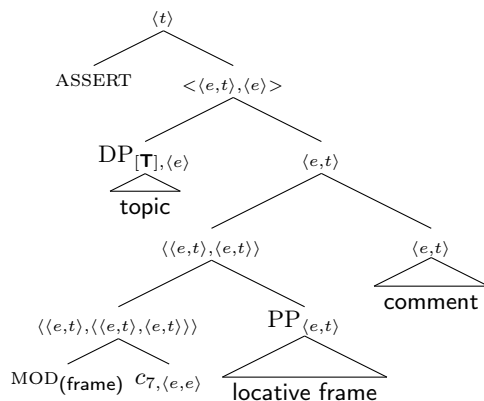 ⟨t⟩
ASSERT
<⟨e,t⟩,⟨e⟩>
DP[T],⟨e⟩
⟨e,t⟩
topic
⟨⟨e,t⟩,⟨e,t⟩⟩
⟨e,t⟩
comment
⟨⟨e,t⟩,⟨⟨e,t⟩,⟨e,t⟩⟩⟩
PP⟨e,t⟩
MOD(frame) c7,⟨e,e⟩
locative frame